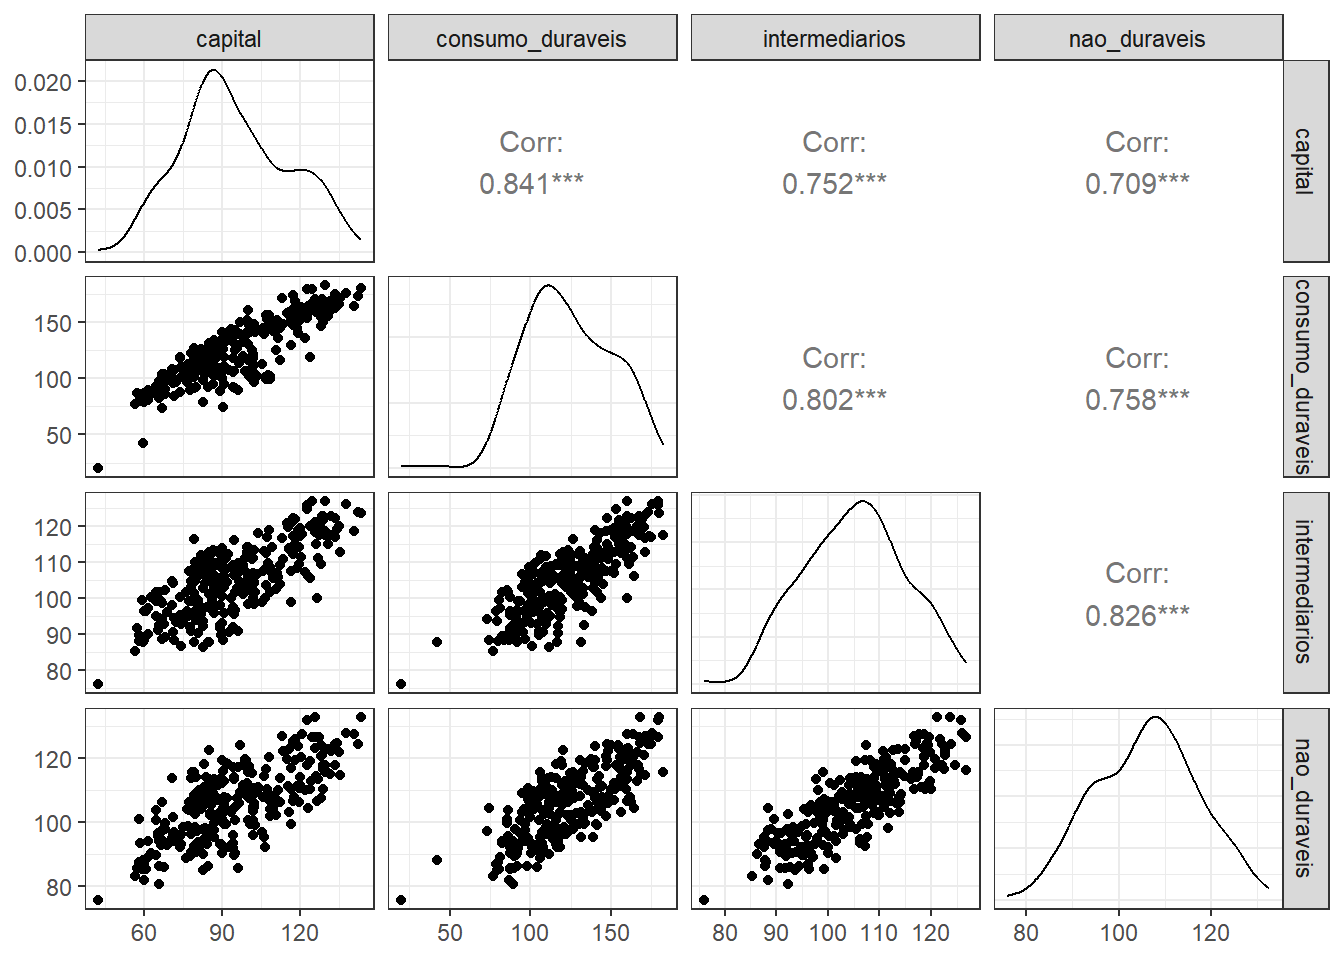 capital
consumo_duraveis
intermediarios
nao_duraveis
0.020
0.015
0.010
0.005
0.000
Corr:
0.841***
Corr:
0.752***
Corr:
0.709***
capital
150
100
50
Corr:
0.802***
Corr:
0.758***
consumo_duraveis
120
110
100
90
80
Corr:
0.826***
intermediarios
120
100
80
nao_duraveis
60
90
120
50
100
150
80
90
100
110
120
80
100
120